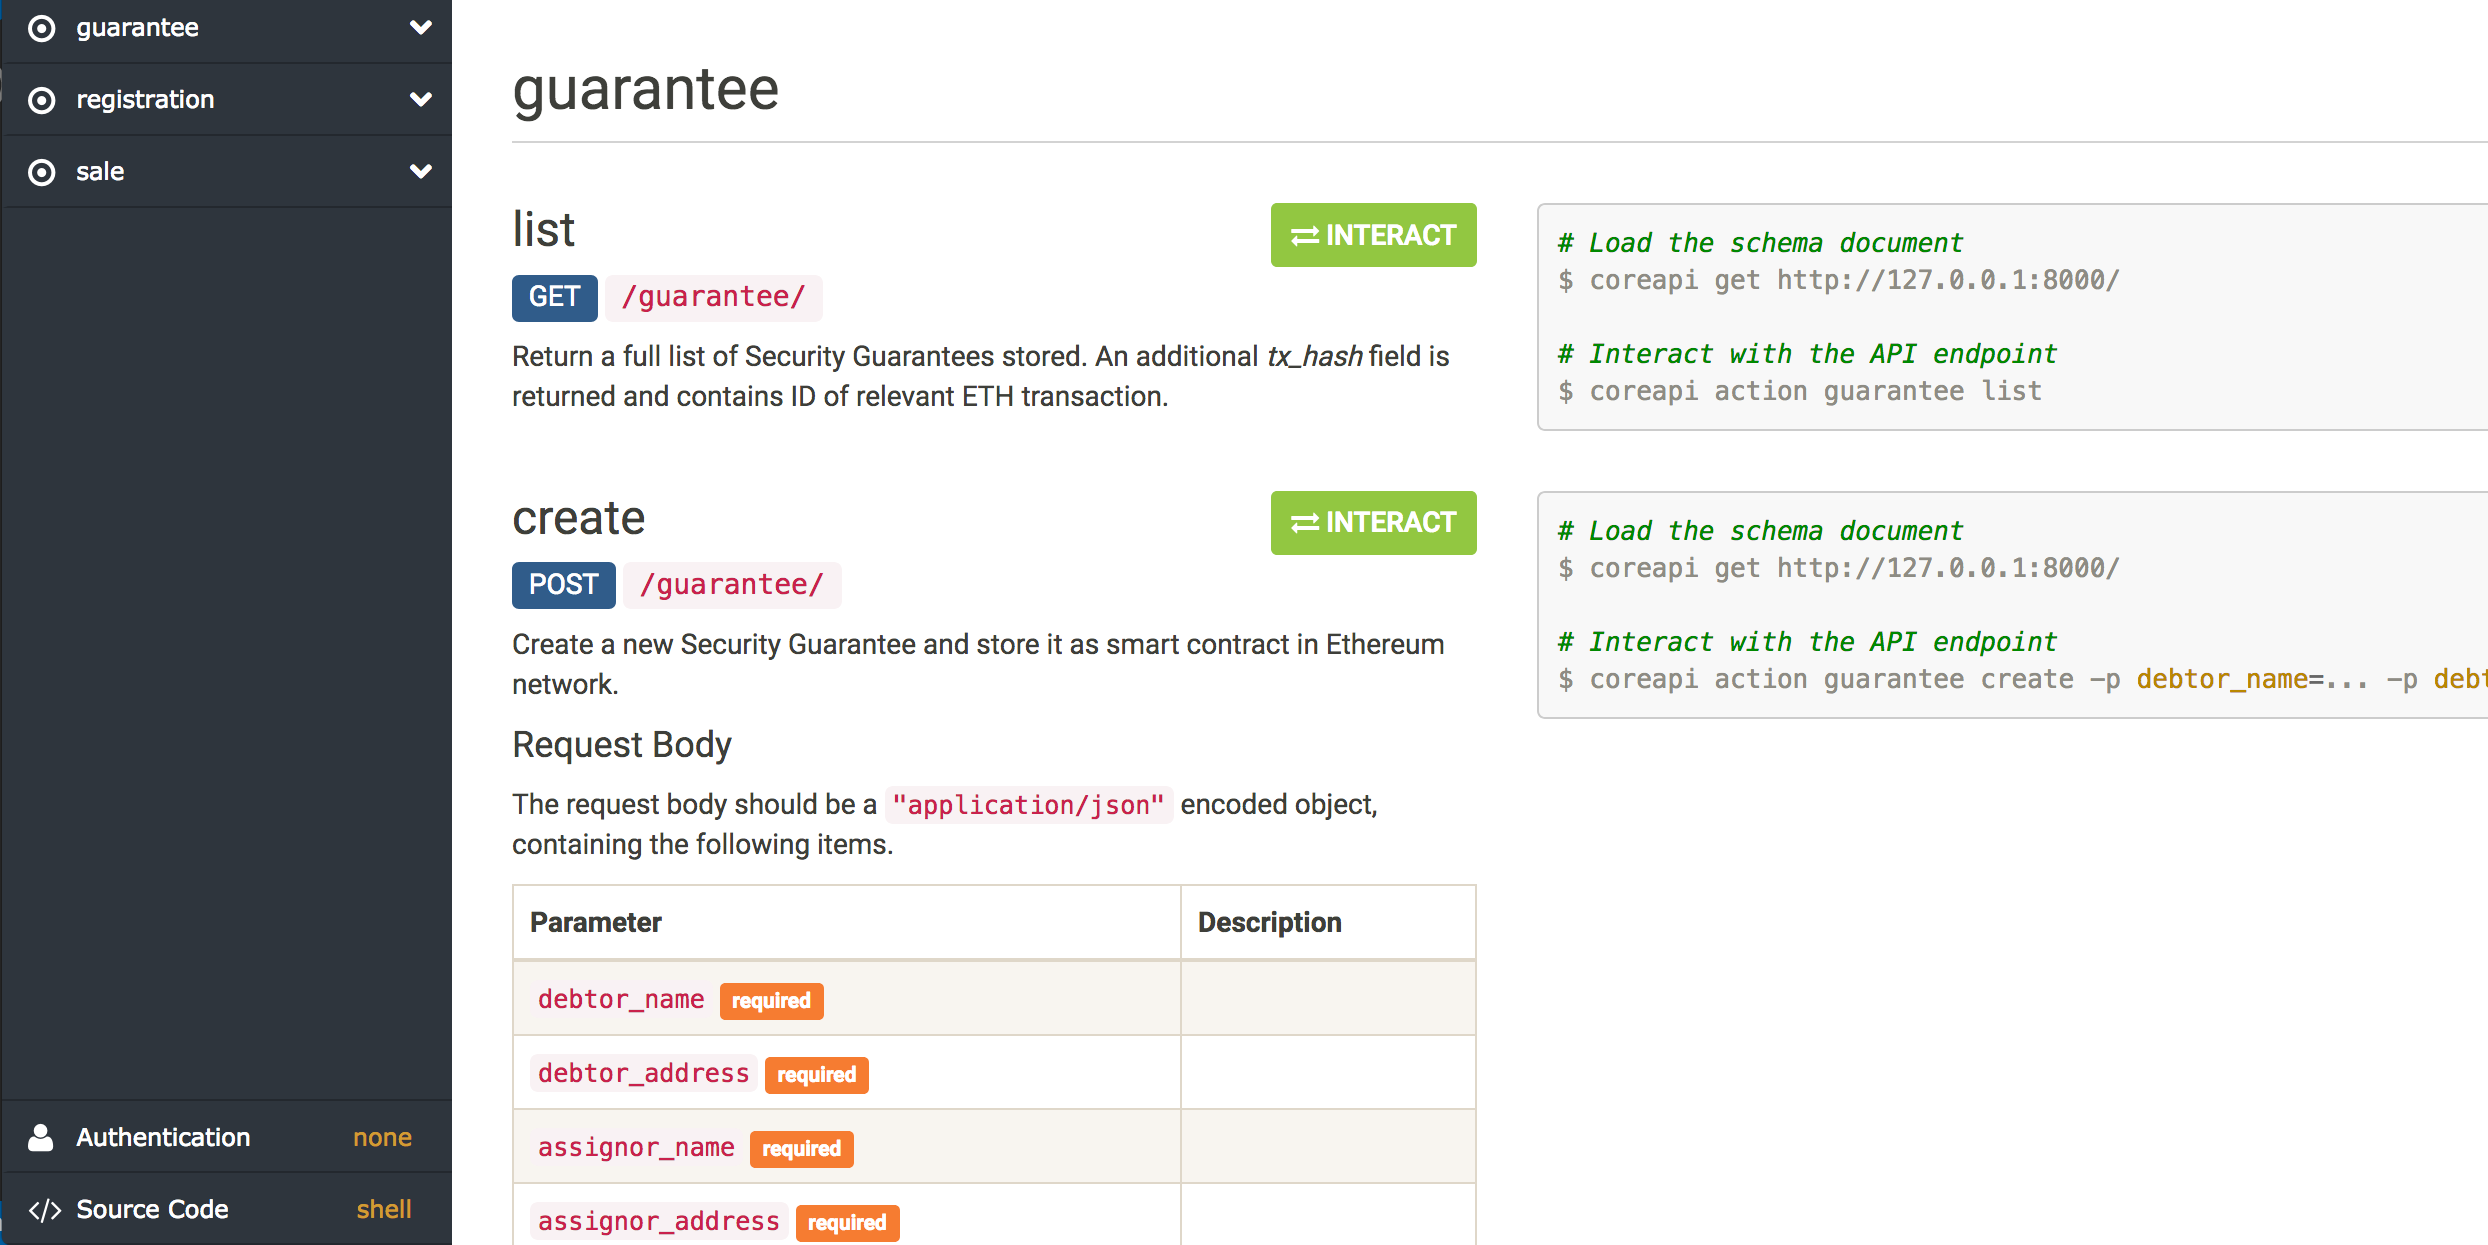 guarantee
registration
sale
Authentication none
</> Source Code shell
guarantee
list
INTERACT
GET /guarantee/
Return a full list of Security Guarantees stored. An additional tx_hash field is
returned and contains ID of relevant ETH transaction.
# Load the schema document
$ coreapi get http://127.0.0.1:8000/
# Interact with the API endpoint
$ coreapi action guarantee list
create
INTERACT
POST /guarantee/
Create a new Security Guarantee and store it as smart contract in Ethereum
network.
Request Body
The request body should be a "application/json" encoded object,
containing the following items.
Parameter Description
debtor_name required
debtor_address required
assignor_name required
assignor_address required
# Load the schema document
$ coreapi get http://127.0.0.1:8000/
# Interact with the API endpoint
$ coreapi action guarantee create -p debtor_name=... -p debt